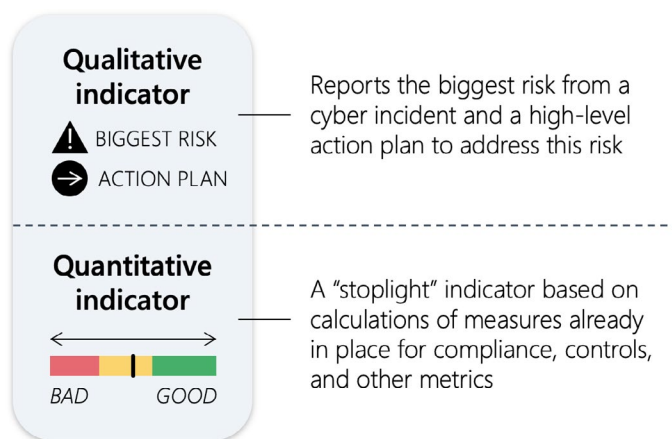 Qualitative
indicator
BIGGEST RISK
ACTION PLAN
Reports the biggest risk from a
cyber incident and a high-level
action plan to address this risk
Quantitative
indicator
BAD GOOD
A “stoplight” indicator based on
calculations of measures already
in place for compliance, controls,
and other metrics